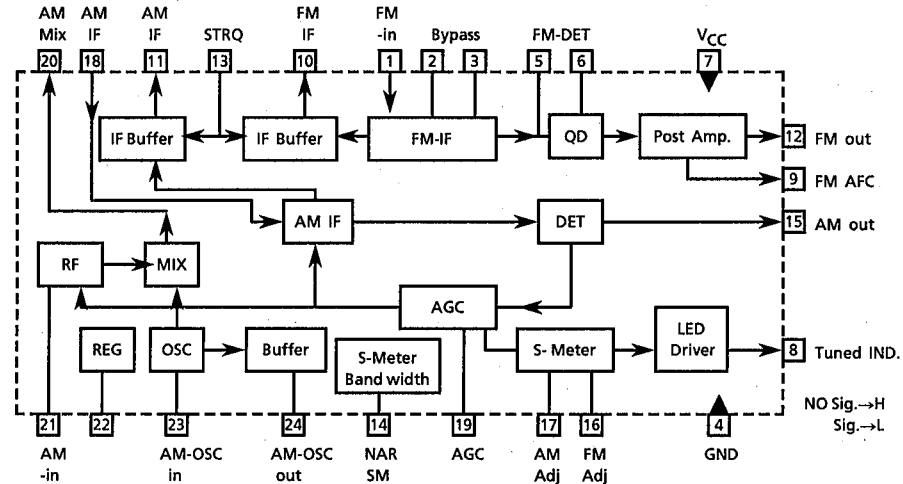 AM AM AM FM FM
Mix IF IF STRQ IF -in Bypass FM-DET VCC
20 18 11 13 10 1 2 3 5 6 7
IF Buffer IF Buffer FM-IF QD Post Amp. 12 FM out
9 FM AFC
AM IF DET 15 AM out
RF MIX
AGC
REG OSC Buffer S-Meter Band width S- Meter LED Driver 8 Tuned IND.
NO Sig.→H
Sig.→L
21 22 23 24 14 19 17 16 4
AM AM-OSC AM-OSC NAR AGC AM FM GND
-in in out SM Adj Adj